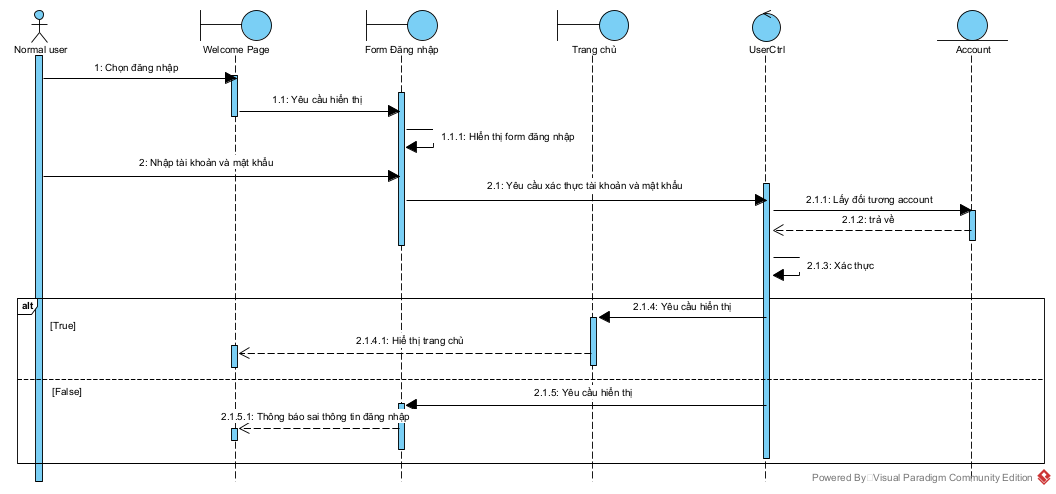 Normal user
Welcome Page
Form Đăng nhập
Trang chủ
UserCtrl
Account
1: Chọn đăng nhập
1.1: Yêu cầu hiển thị
1.1.1: HIển thị form đăng nhập
2: Nhập tài khoản và mật khẩu
2.1: Yêu cầu xác thực tài khoản và mật khẩu
2.1.1: Lấy đối tương account
2.1.2: trả về
2.1.3: Xác thực
alt
2.1.4: Yêu cầu hiển thị
[True]
2.1.4.1: Hiể thị trang chủ
[False]
2.1.5: Yêu cầu hiển thị
2.1.5.1: Thông báo sai thông tin đăng nhập
Powered By Visual Paradigm Community Edition